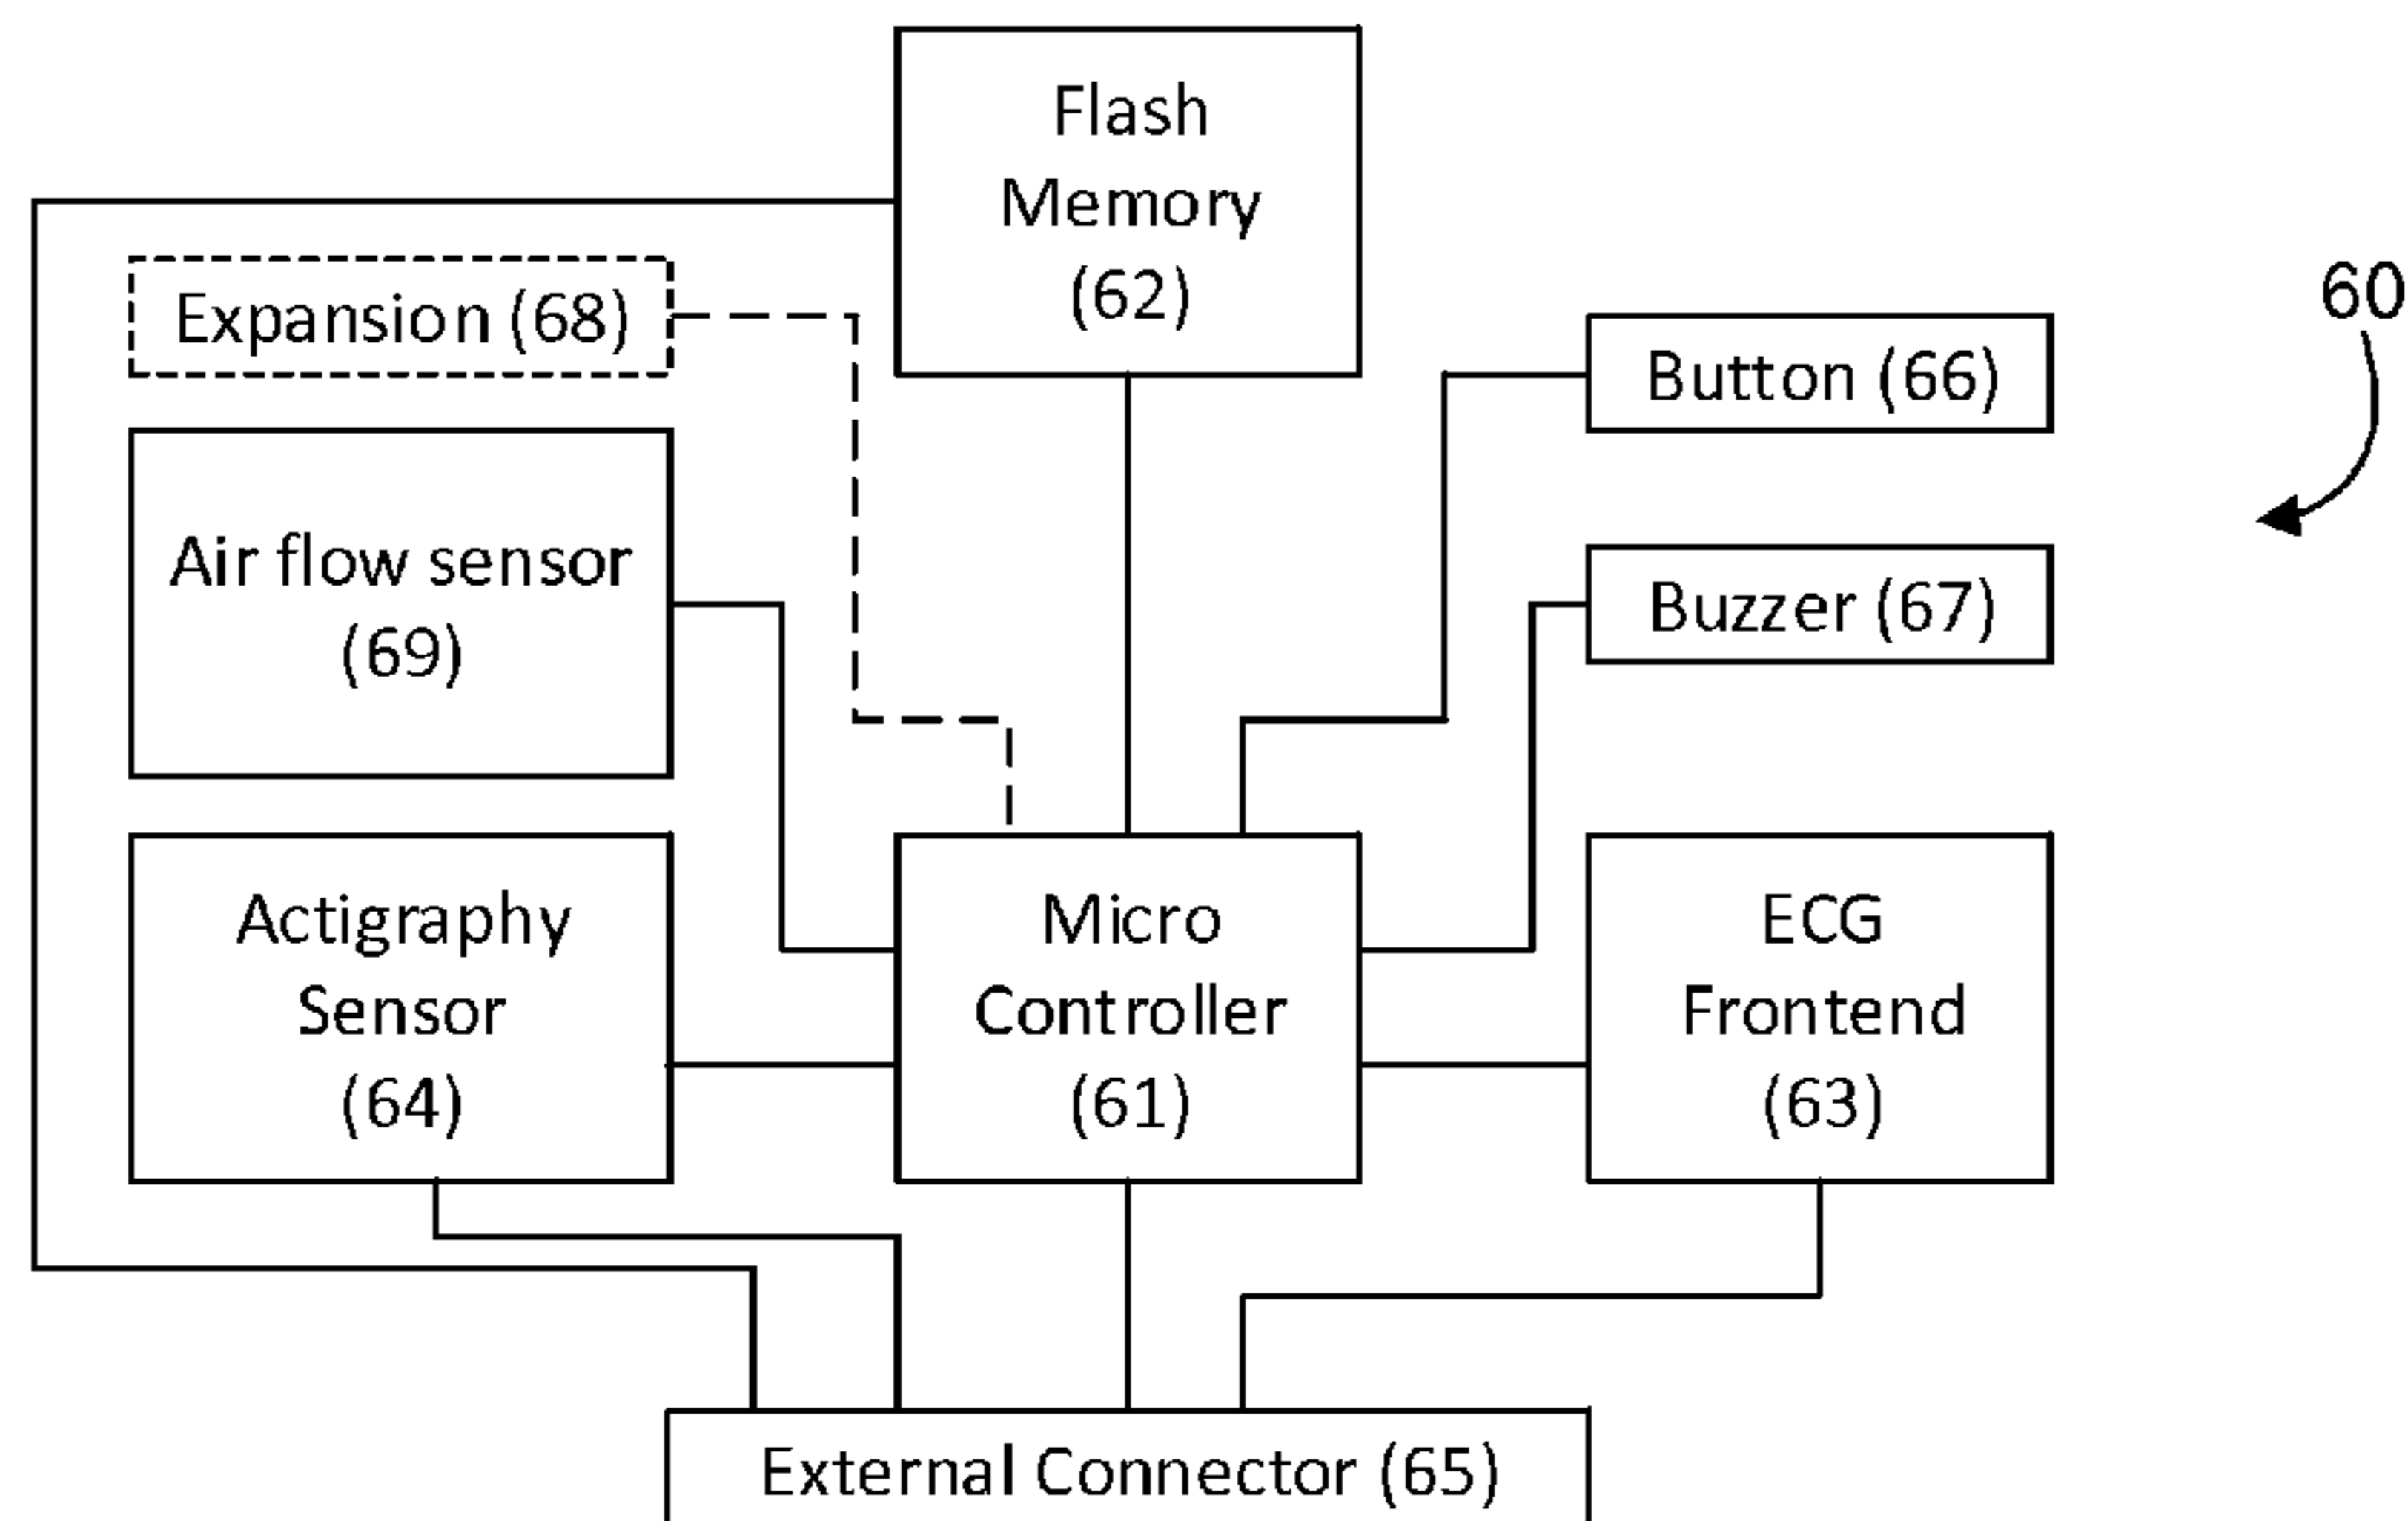 Flash
Memory
(62)
Expansion (68)
60
Button (66)
Air flow sensor
(69)
Buzzer (67)
Actigraphy
Sensor
(64)
Micro
Controller
(61)
ECG
Frontend
(63)
External Connector (65)